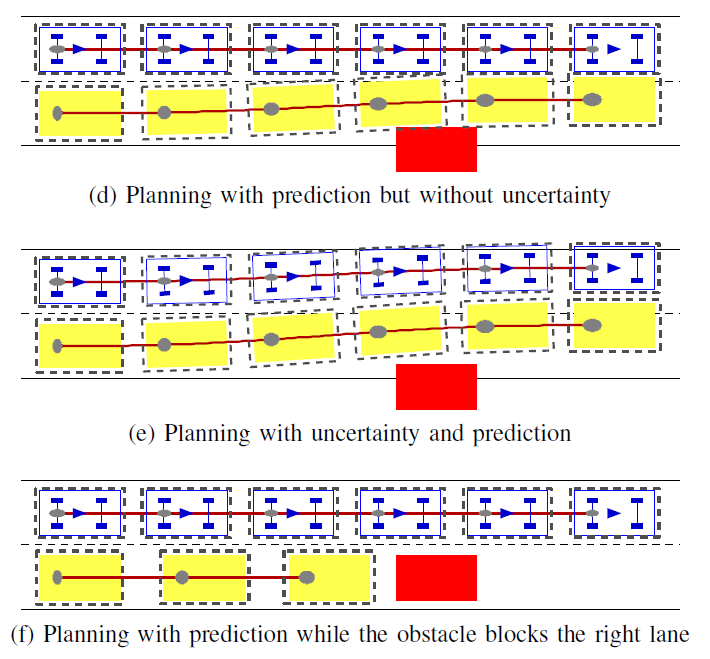 (d) Planning with prediction but without uncertainty
(e) Planning with uncertainty and prediction
(f) Planning with prediction while the obstacle blocks the right lane